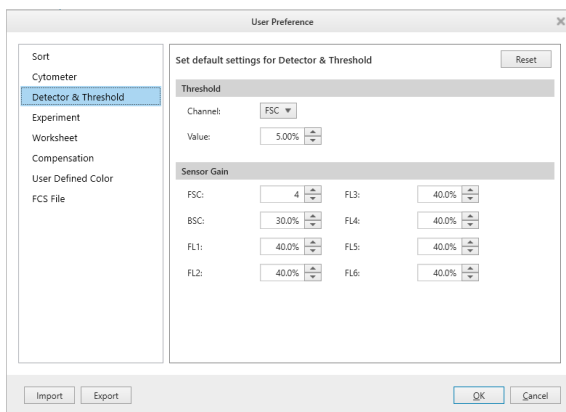 User Preference
Sort
Cytometer
Detector & Threshold
Experiment
Worksheet
Compensation
User Defined Color
FCS File
Set default settings for Detector & Threshold
Reset
Threshold
Channel: FSC
Value: 5.00%
Sensor Gain
FSC: 4 FL3: 40.0%
BSC: 30.0% FL4: 40.0%
FL1: 40.0% FL5: 40.0%
FL2: 40.0% FL6: 40.0%
Import Export OK Cancel